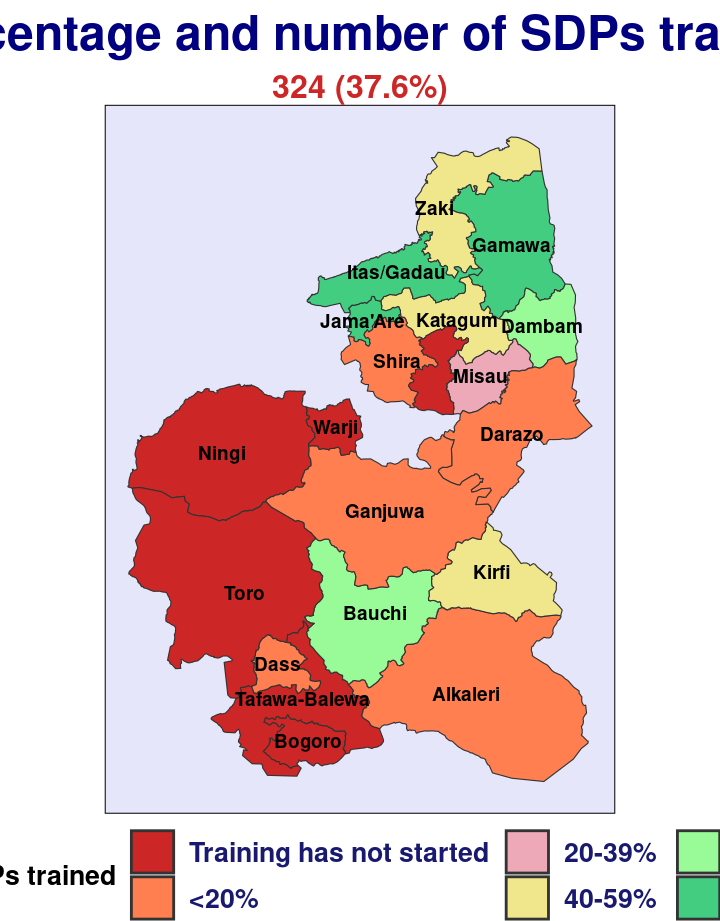 centage and number of SDPs tra
324 (37.6%)
Zaki
Gamawa
Itas/Gadau
Jama'Are
Katagum
Dambam
Shira
Misau
Warji
Darazo
Ningi
Ganjuwa
Kirfi
Toro
Bauchi
Dass
Tafawa-Balewa
Alkaleri
Bogoro
Training has not started
20-39%
Ps trained
<20%
40-59%